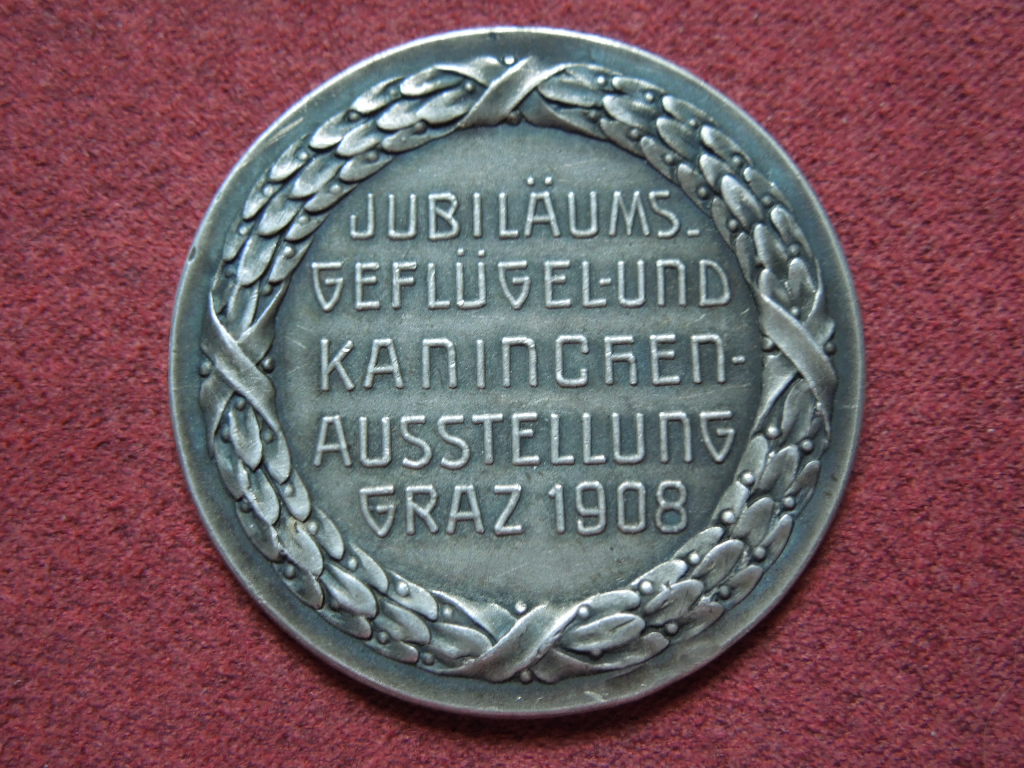 JUBILÄUMS-
GEFLÜGEL-UND
KANINCHEN-
AUSSTELLUNG
GRAZ 1908